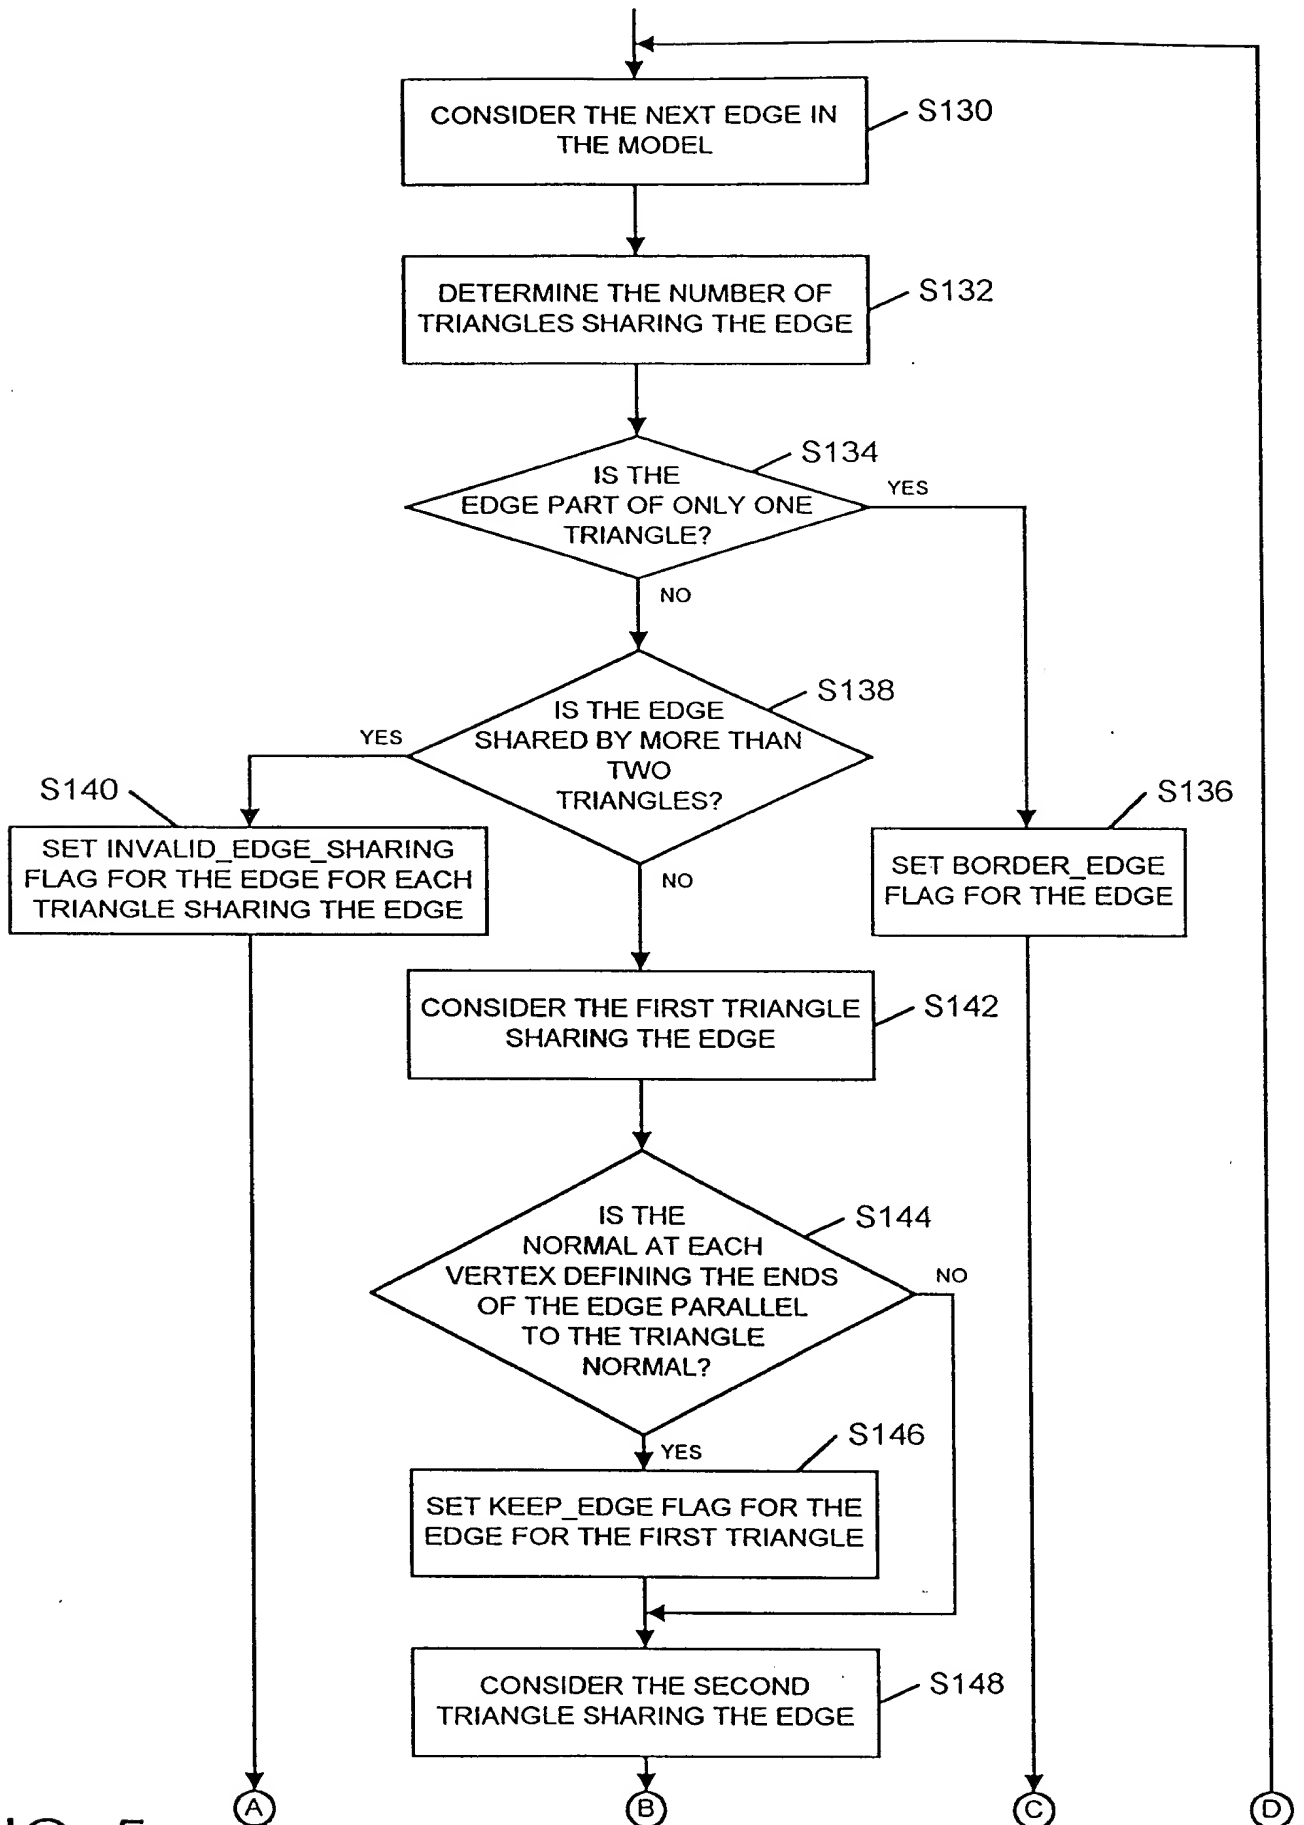 CONSIDER THE NEXT EDGE IN
THE MODEL
S130
DETERMINE THE NUMBER OF
TRIANGLES SHARING THE EDGE
S132
IS THE
EDGE PART OF ONLY ONE
TRIANGLE?
S134
YES
NO
IS THE EDGE
SHARED BY MORE THAN
TWO
TRIANGLES?
S138
YES
NO
S140
SET INVALID_EDGE_SHARING
FLAG FOR THE EDGE FOR EACH
TRIANGLE SHARING THE EDGE
S136
SET BORDER_EDGE
FLAG FOR THE EDGE
CONSIDER THE FIRST TRIANGLE
SHARING THE EDGE
S142
IS THE
NORMAL AT EACH
VERTEX DEFINING THE ENDS
OF THE EDGE PARALLEL
TO THE TRIANGLE
NORMAL?
S144
NO
YES
S146
SET KEEP_EDGE FLAG FOR THE
EDGE FOR THE FIRST TRIANGLE
CONSIDER THE SECOND
TRIANGLE SHARING THE EDGE
S148
A
B
C
D